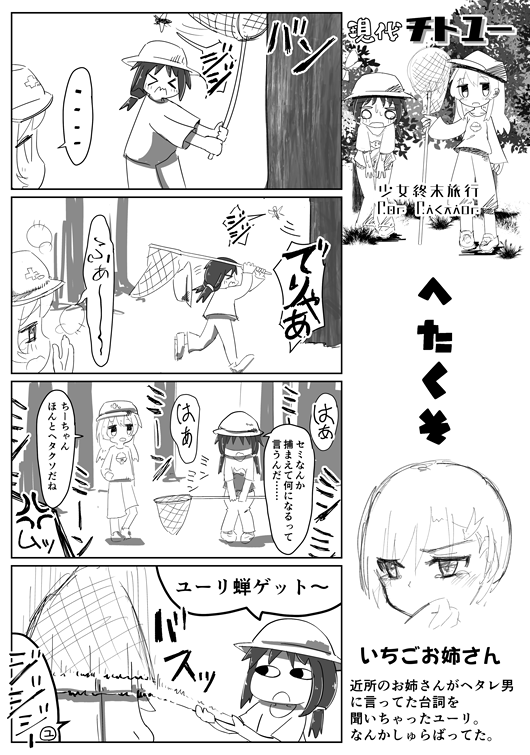 現代 チトユー
少女終末旅行
へたくそ
いちごお姉さん
近所のお姉さんがヘタレ男
に言ってた台詞を
聞いちゃったユーリ。
なんかしゅらばってた。
バン
ジジッ
・・・・
ジジッ
でりゃあ
ふぁ〜〜
はぁ
はぁ
セミなんか
捕まえて何になるって
言うんだ……
ミーン
ミーン
ちーちゃん
ほんとヘタクソだね
ムッ
ユーリ蝉ゲット〜
バスッ
ユ